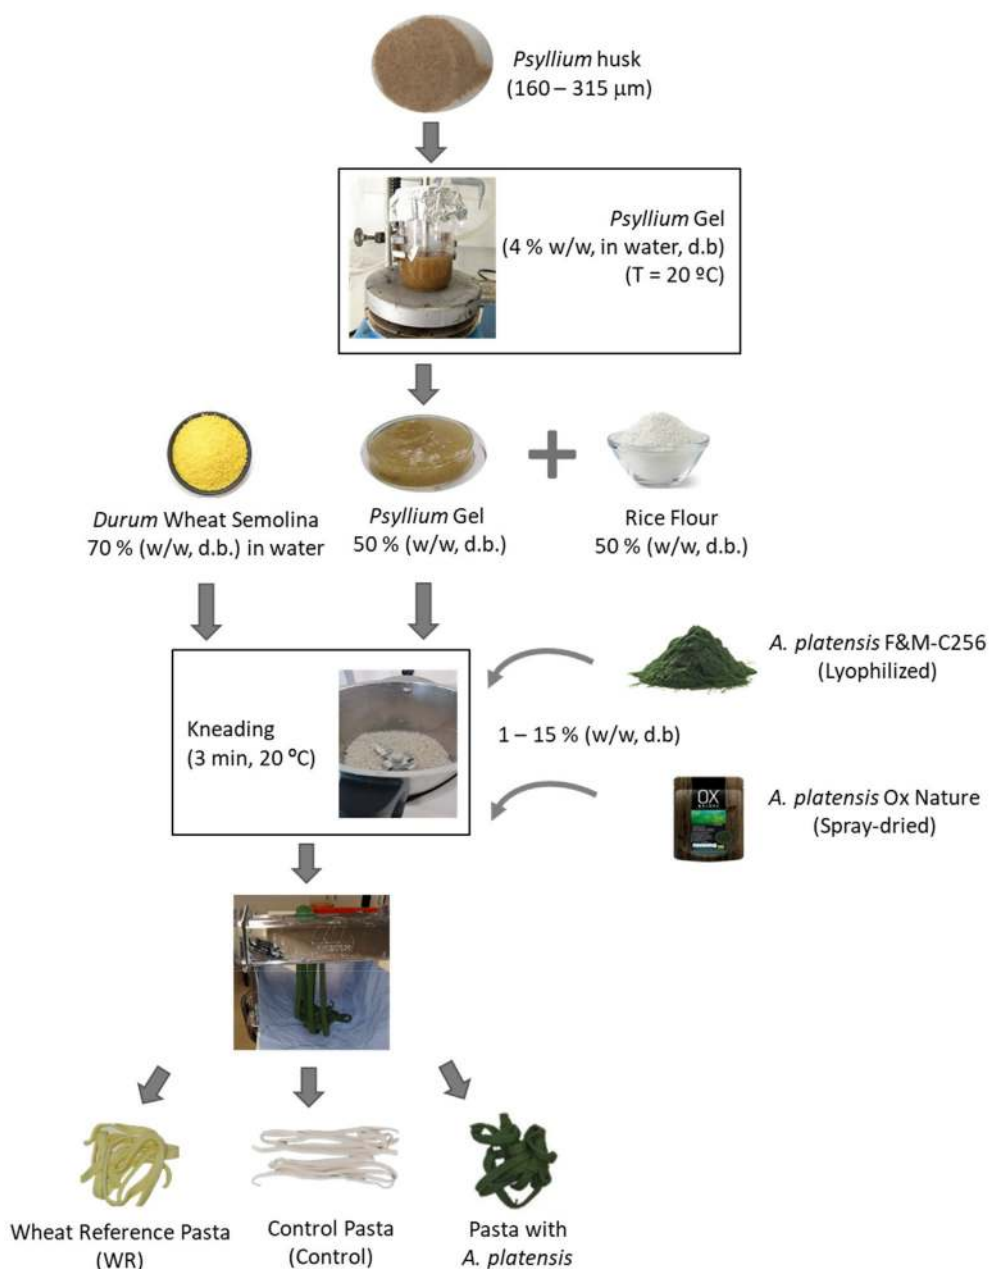 Psyllium husk
(160 – 315 µm)
Psyllium Gel
(4 % w/w, in water, d.b)
(T = 20 ºC)
Durum Wheat Semolina
70 % (w/w, d.b.) in water
Psyllium Gel
50 % (w/w, d.b.)
Rice Flour
50 % (w/w, d.b.)
A. platensis F&M-C256
(Lyophilized)
Kneading
(3 min, 20 ºC)
1 – 15 % (w/w, d.b)
OX
A. platensis Ox Nature
(Spray-dried)
Wheat Reference Pasta
(WR)
Control Pasta
(Control)
Pasta with
A. platensis